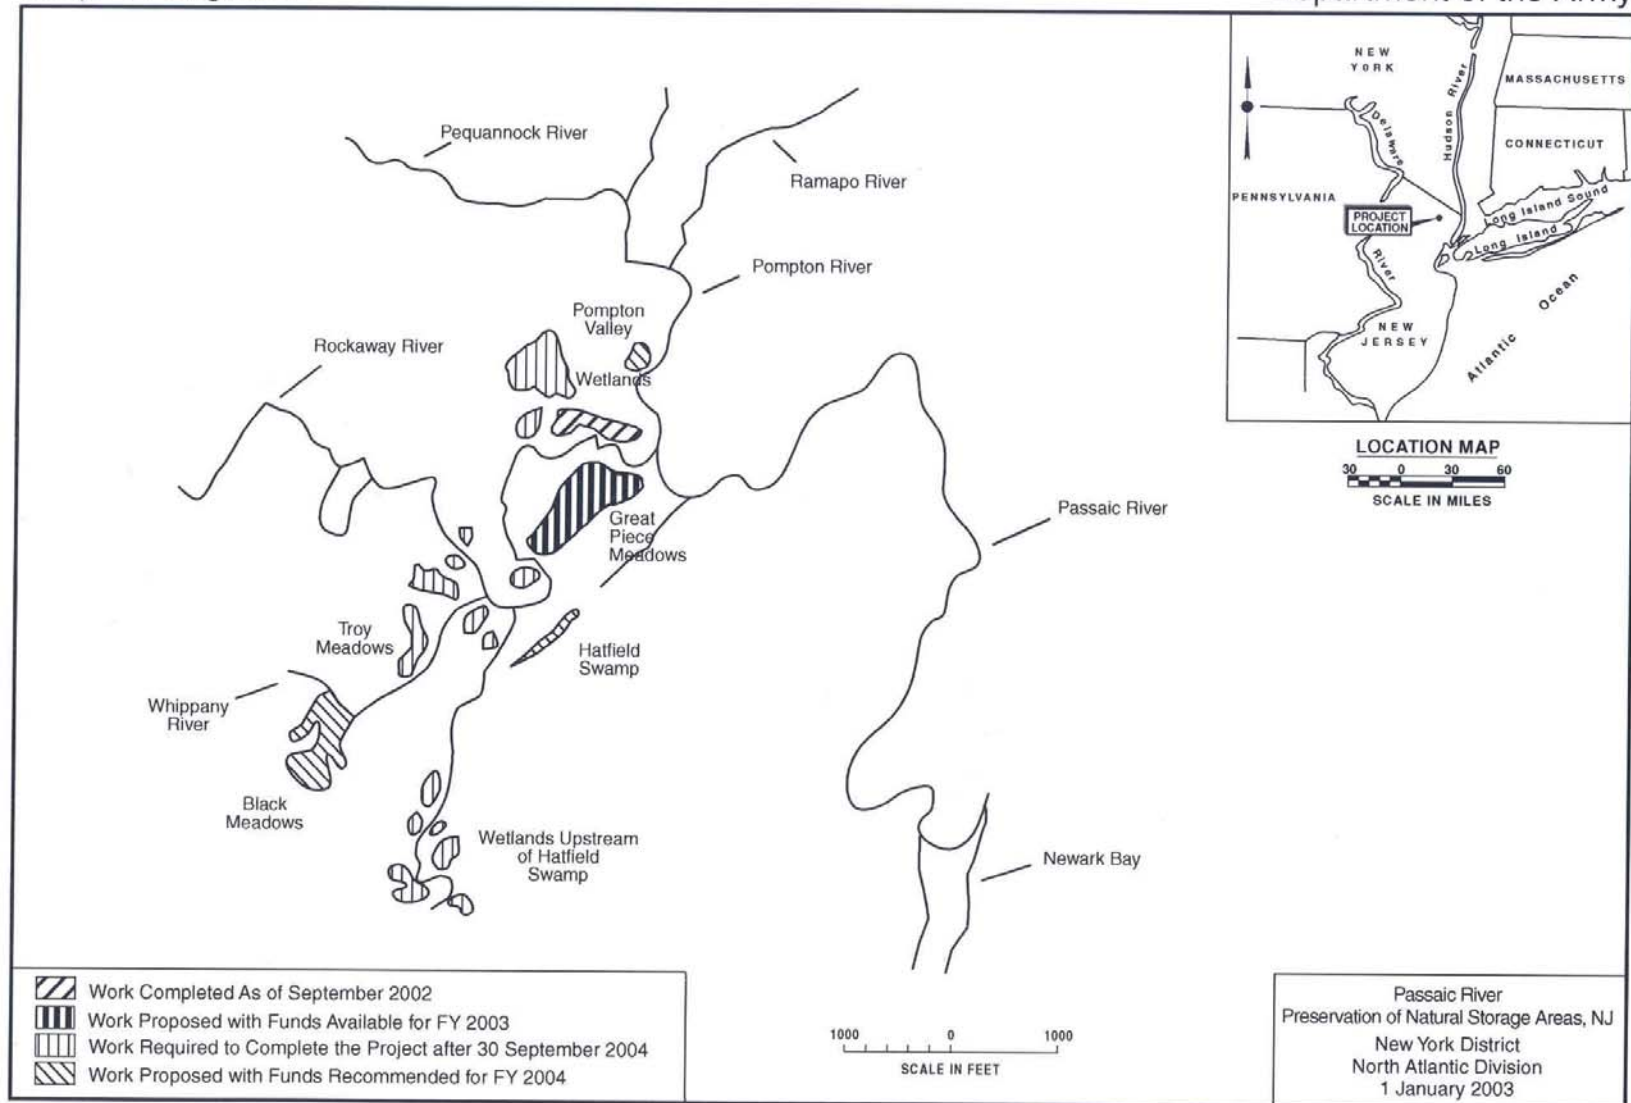 Pequannock River
Ramapo River
Pompton River
Pompton
Valley
Wetlands
Rockaway River
Great
Piece
Meadows
Passaic River
Troy
Meadows
Hatfield
Swamp
Whippany
River
Black
Meadows
Wetlands Upstream
of Hatfield
Swamp
Newark Bay
NEW
YORK
Hudson River
MASSACHUSETTS
Delaware
CONNECTICUT
PENNSYLVANIA
Long Island Sound
PROJECT
LOCATION
Long Island
River
Atlantic Ocean
NEW
JERSEY
LOCATION MAP
30 0 30 60
SCALE IN MILES
Work Completed As of September 2002
Work Proposed with Funds Available for FY 2003
Work Required to Complete the Project after 30 September 2004
Work Proposed with Funds Recommended for FY 2004
1000 0 1000
SCALE IN FEET
Passaic River
Preservation of Natural Storage Areas, NJ
New York District
North Atlantic Division
1 January 2003